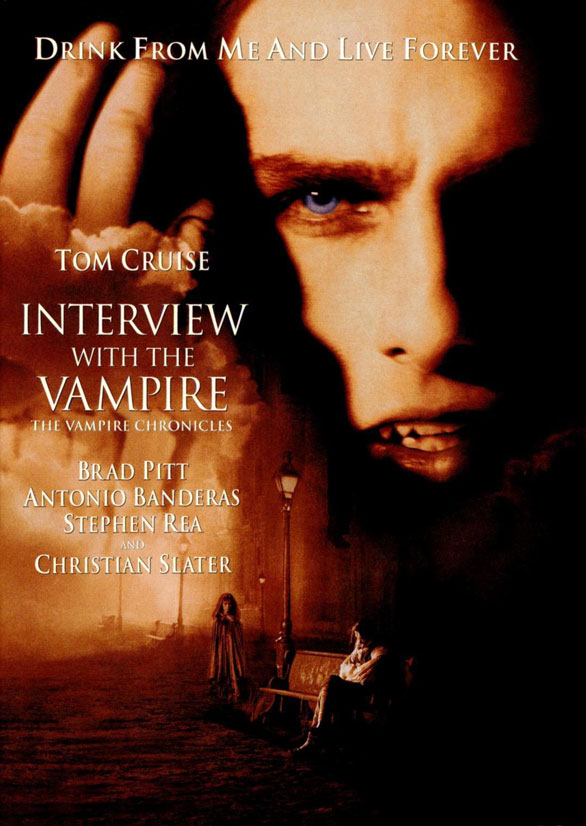 DRINK FROM ME AND LIVE FOREVER
TOM CRUISE
INTERVIEW
WITH THE
VAMPIRE
THE VAMPIRE CHRONICLES
BRAD PITT
ANTONIO BANDERAS
STEPHEN REA
AND
CHRISTIAN SLATER